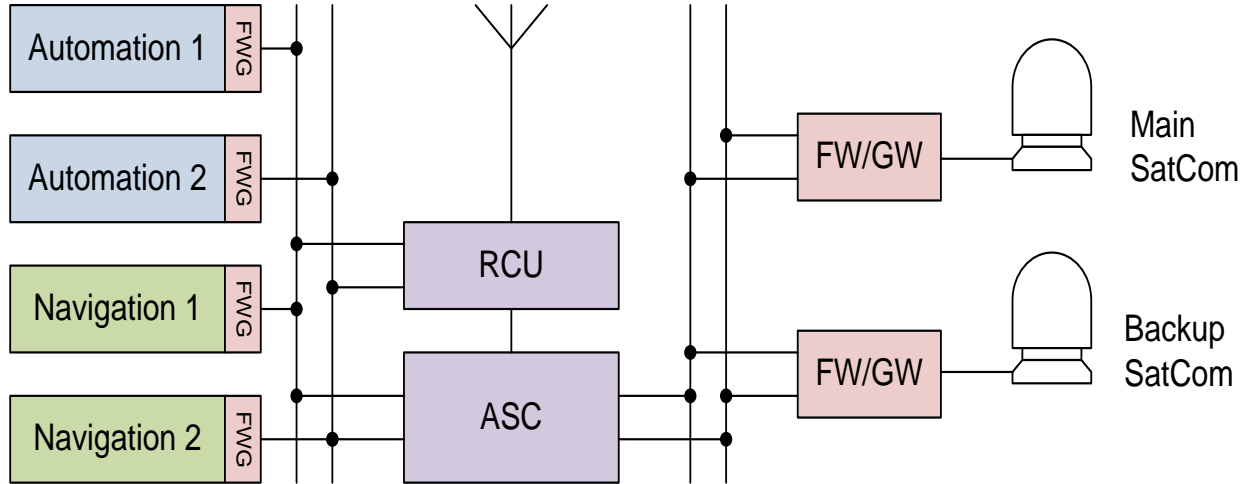 Automation 1
FWG
Automation 2
FWG
Navigation 1
FWG
Navigation 2
FWG
RCU
ASC
FW/GW
Main
SatCom
FW/GW
Backup
SatCom